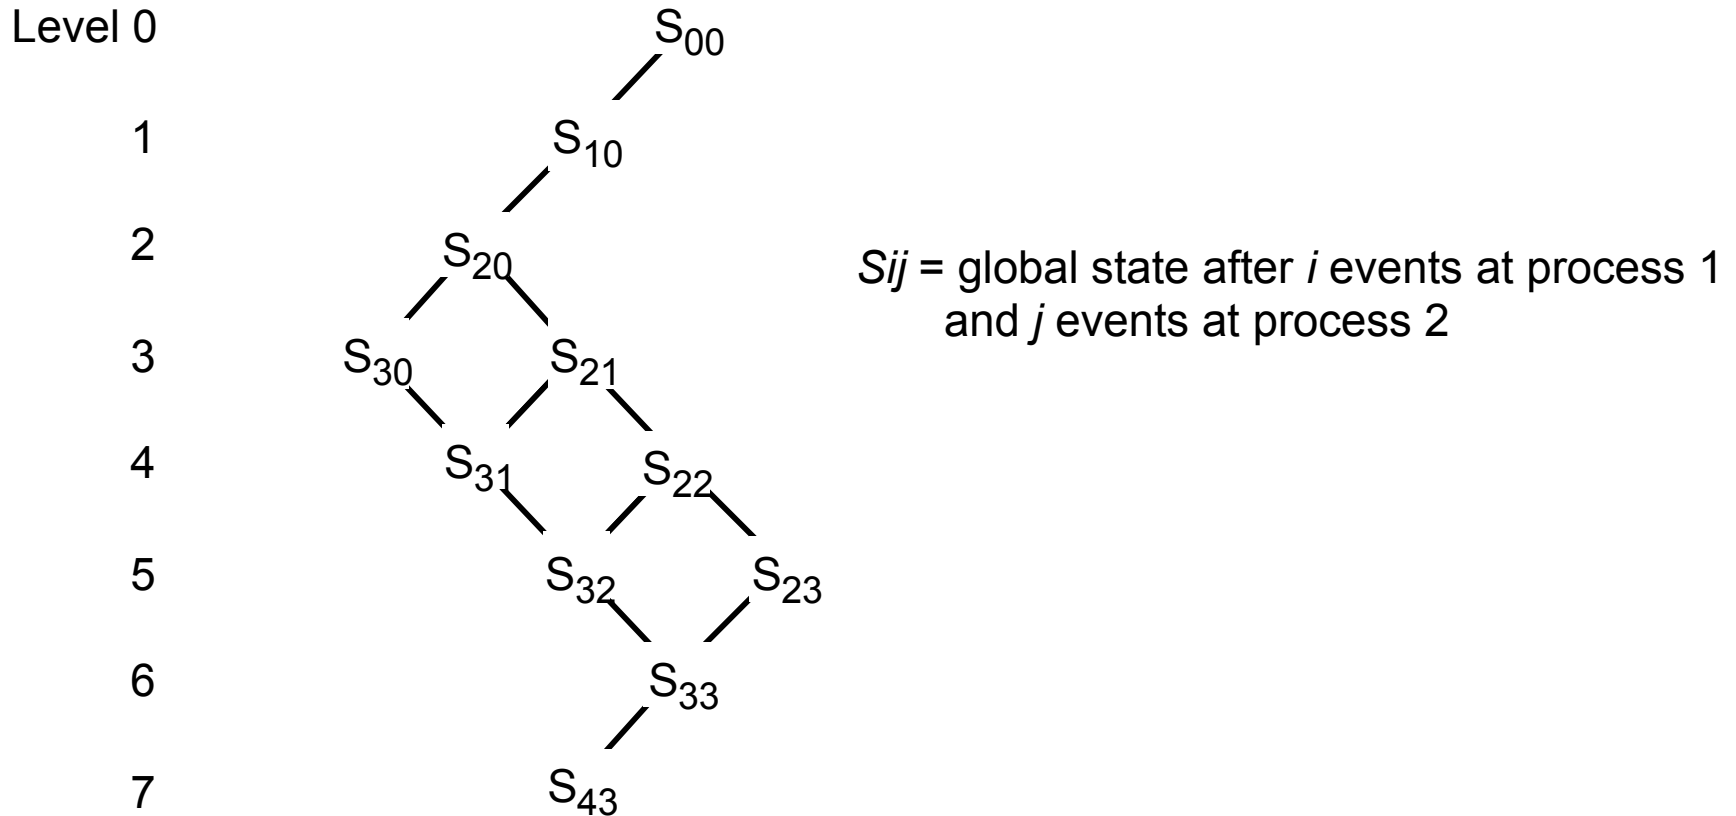 Level 0 S00
1 S10
2 S20
Sij = global state after i events at process 1
and j events at process 2
3 S30 S21
4 S31 S22
5 S32 S23
6 S33
7 S43